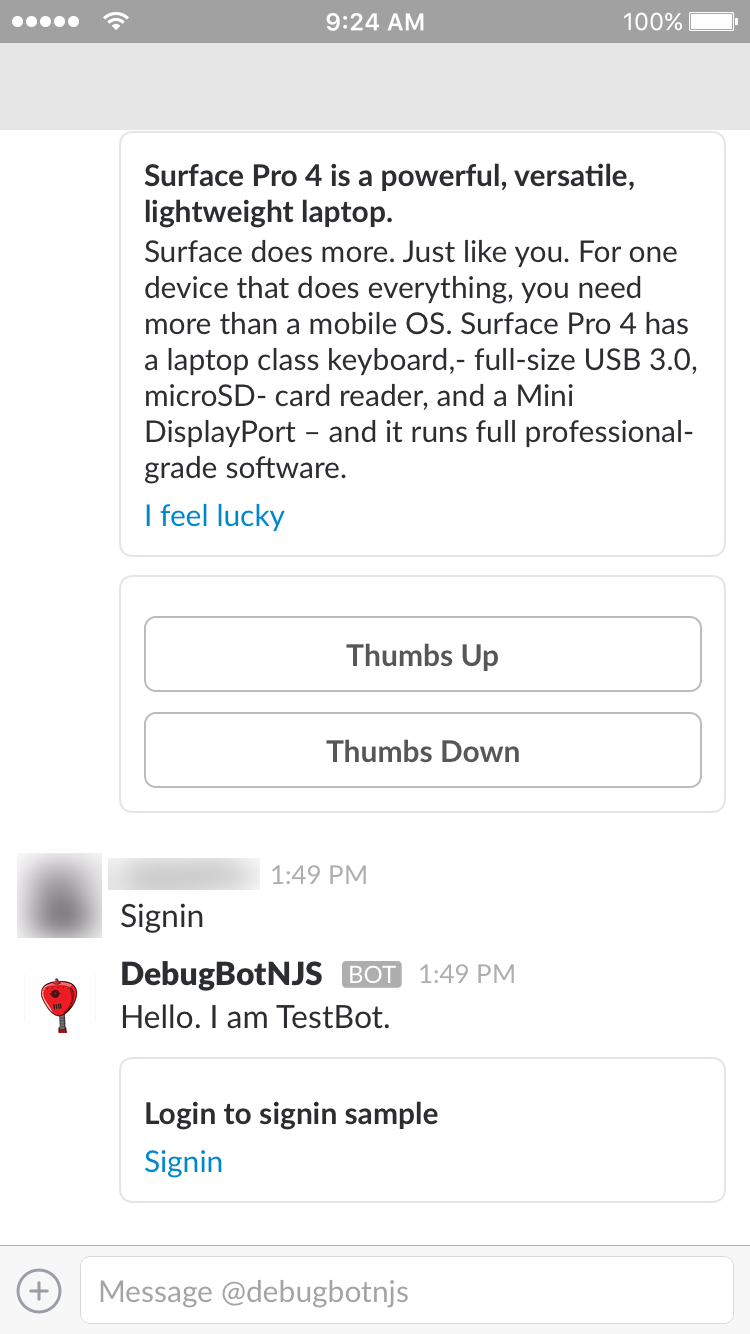 9:24 AM 100%
Surface Pro 4 is a powerful, versatile,
lightweight laptop.
Surface does more. Just like you. For one
device that does everything, you need
more than a mobile OS. Surface Pro 4 has
a laptop class keyboard,- full-size USB 3.0,
microSD- card reader, and a Mini
DisplayPort – and it runs full professional-
grade software.
I feel lucky
Thumbs Up
Thumbs Down
1:49 PM
Signin
DebugBotNJS BOT 1:49 PM
Hello. I am TestBot.
Login to signin sample
Signin
Message @debugbotnjs